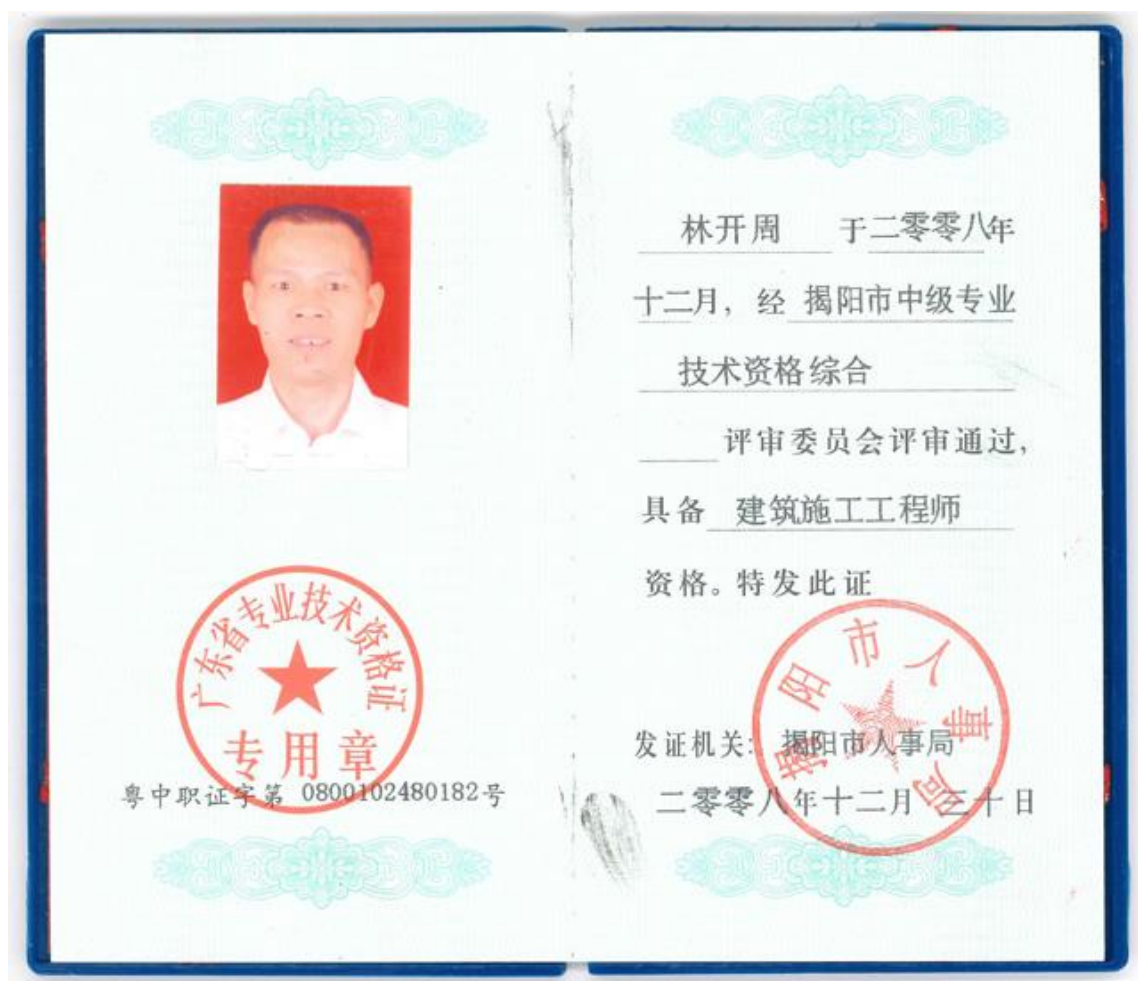 广东省专业技术资格证
专用章
粤中职证字第 0800102480182号
林开周 于二零零八年
十二月，经 揭阳市中级专业
技术资格综合
评审委员会评审通过，
具备 建筑施工工程师
资格。特发此证
揭阳市人事局
发证机关：揭阳市人事局
二零零八年十二月 三十日